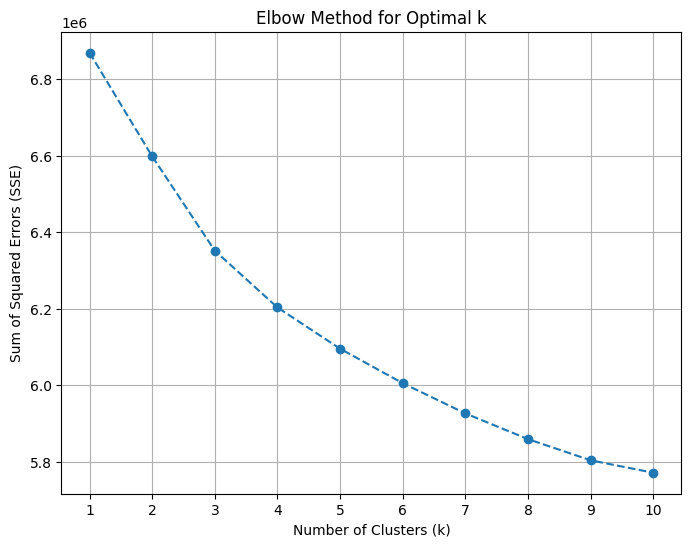 Elbow Method for Optimal k
1e6
6.8
6.6
6.4
6.2
6.0
5.8
Sum of Squared Errors (SSE)
1 2 3 4 5 6 7 8 9 10
Number of Clusters (k)